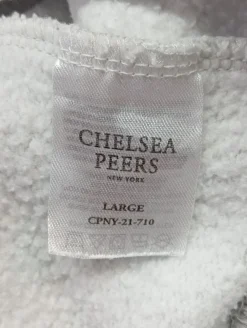 CHELSEA
PEERS
NEW YORK
LARGE
CPNY-21-710